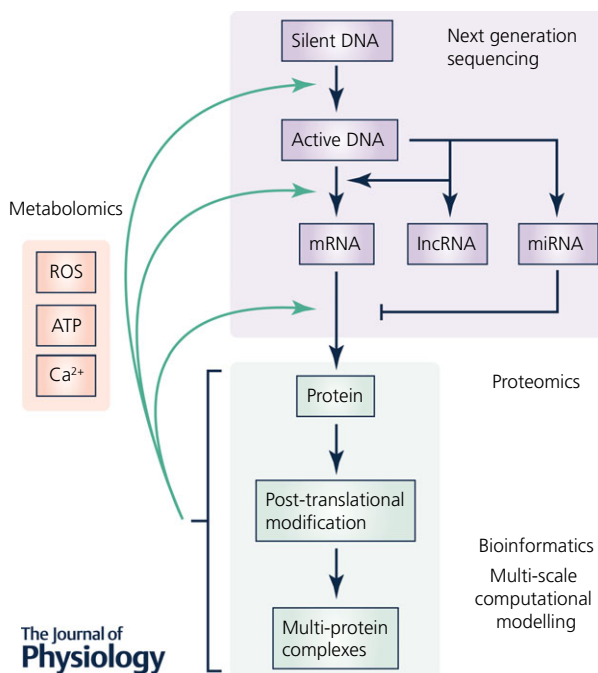 Silent DNA
Next generation
sequencing
Active DNA
Metabolomics
mRNA
lncRNA
miRNA
ROS
ATP
Ca²⁺
Protein
Proteomics
Post-translational
modification
Bioinformatics
Multi-scale
computational
modelling
Multi-protein
complexes
The Journal of
Physiology